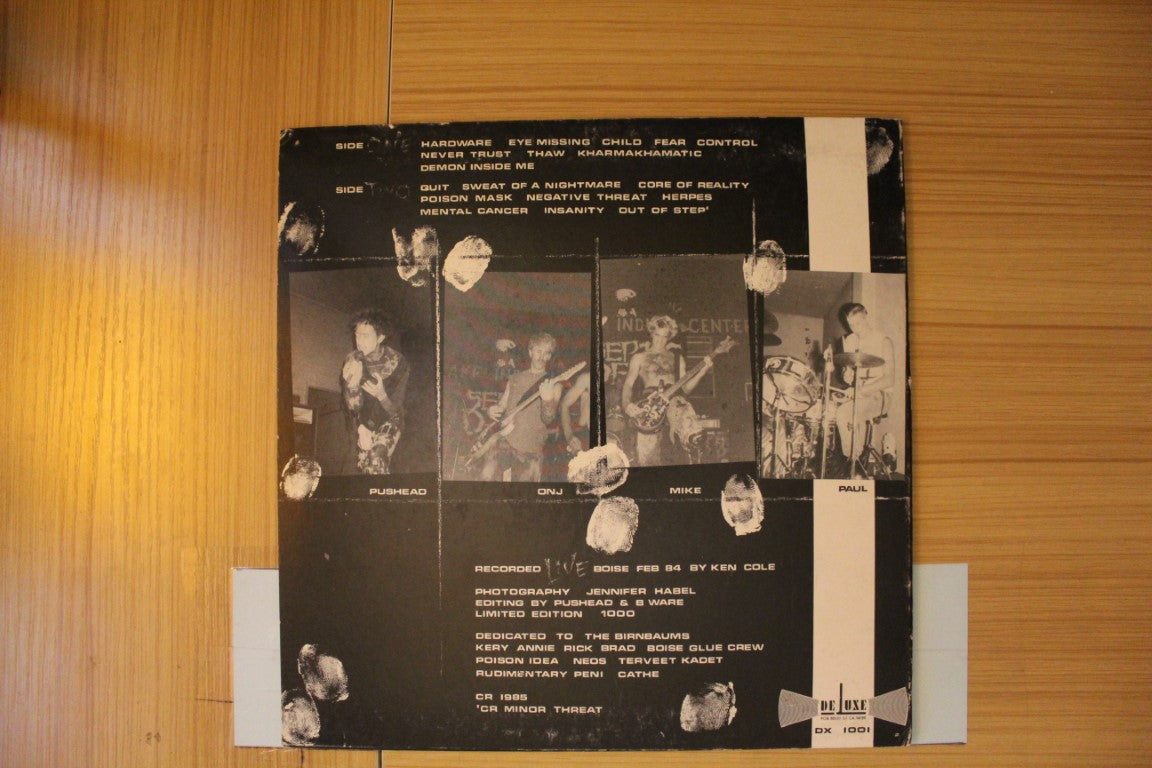 SIDE ONE HARDWARE EYE MISSING CHILD FEAR CONTROL
NEVER TRUST THAW KHARMAKHAMATIC
DEMON INSIDE ME
SIDE TWO QUIT SWEAT OF A NIGHTMARE CORE OF REALITY
POISON MASK NEGATIVE THREAT HERPES
MENTAL CANCER INSANITY OUT OF STEP'
INDI CENTER
PUSHEAD ONJ MIKE PAUL
RECORDED LIVE BOISE FEB 84 BY KEN COLE
PHOTOGRAPHY JENNIFER HABEL
EDITING BY PUSHEAD & B WARE
LIMITED EDITION 1000
DEDICATED TO THE BIRNBAUMS
KERY ANNIE RICK BRAD BOISE GLUE CREW
POISON IDEA NEOS TERVEET KADET
RUDIMENTARY PENI CATHE
CR 1985
'CR MINOR THREAT
DELUXE
DX 1001